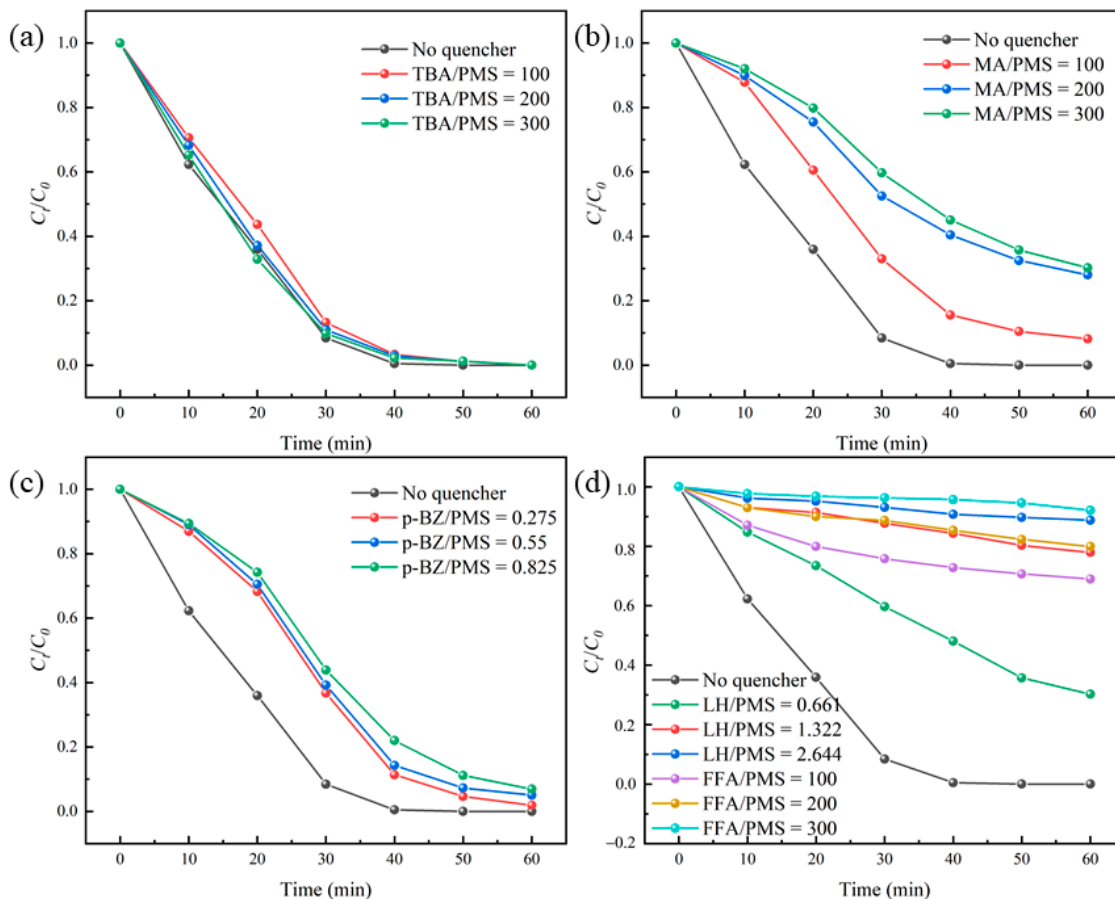 (a)
No quencher
TBA/PMS = 100
TBA/PMS = 200
TBA/PMS = 300
1.0
0.8
0.6
0.4
0.2
0.0
Ct/C0
0 10 20 30 40 50 60
Time (min)
(b)
No quencher
MA/PMS = 100
MA/PMS = 200
MA/PMS = 300
1.0
0.8
0.6
0.4
0.2
0.0
Ct/C0
0 10 20 30 40 50 60
Time (min)
(c)
No quencher
p-BZ/PMS = 0.275
p-BZ/PMS = 0.55
p-BZ/PMS = 0.825
1.0
0.8
0.6
0.4
0.2
0.0
Ct/C0
0 10 20 30 40 50 60
Time (min)
(d)
1.0
0.8
0.6
0.4
0.2
0.0
−0.2
Ct/C0
No quencher
LH/PMS = 0.661
LH/PMS = 1.322
LH/PMS = 2.644
FFA/PMS = 100
FFA/PMS = 200
FFA/PMS = 300
0 10 20 30 40 50 60
Time (min)